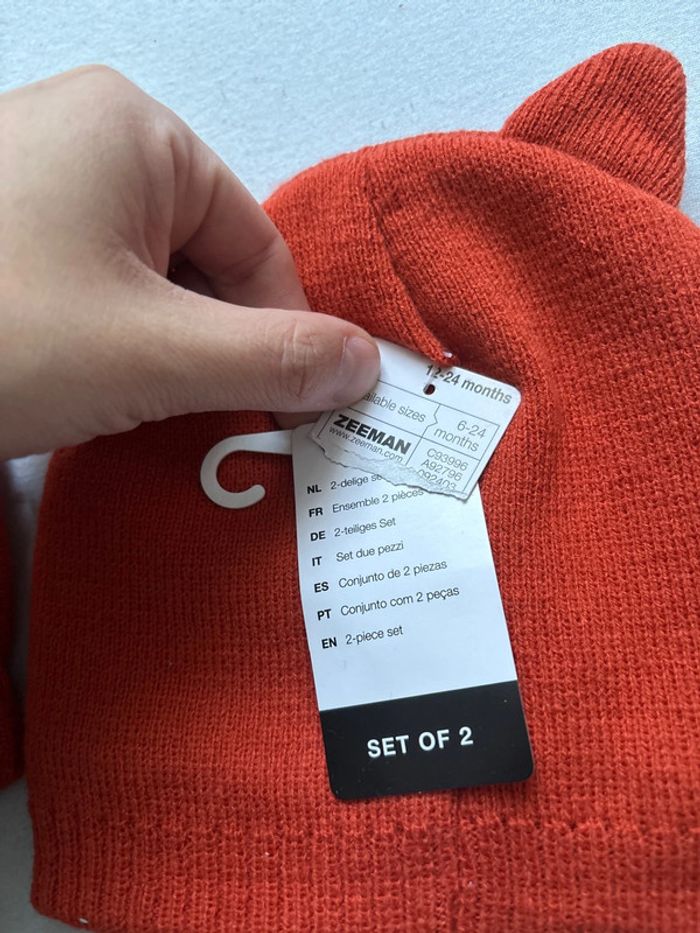 12-24 months
ailable sizes
6-24
months
ZEEMAN
www.zeeman.com
C93996
A92796
092403
NL 2-delige se
FR Ensemble 2 pièces
DE 2-teiliges Set
IT Set due pezzi
ES Conjunto de 2 piezas
PT Conjunto com 2 peças
EN 2-piece set
SET OF 2